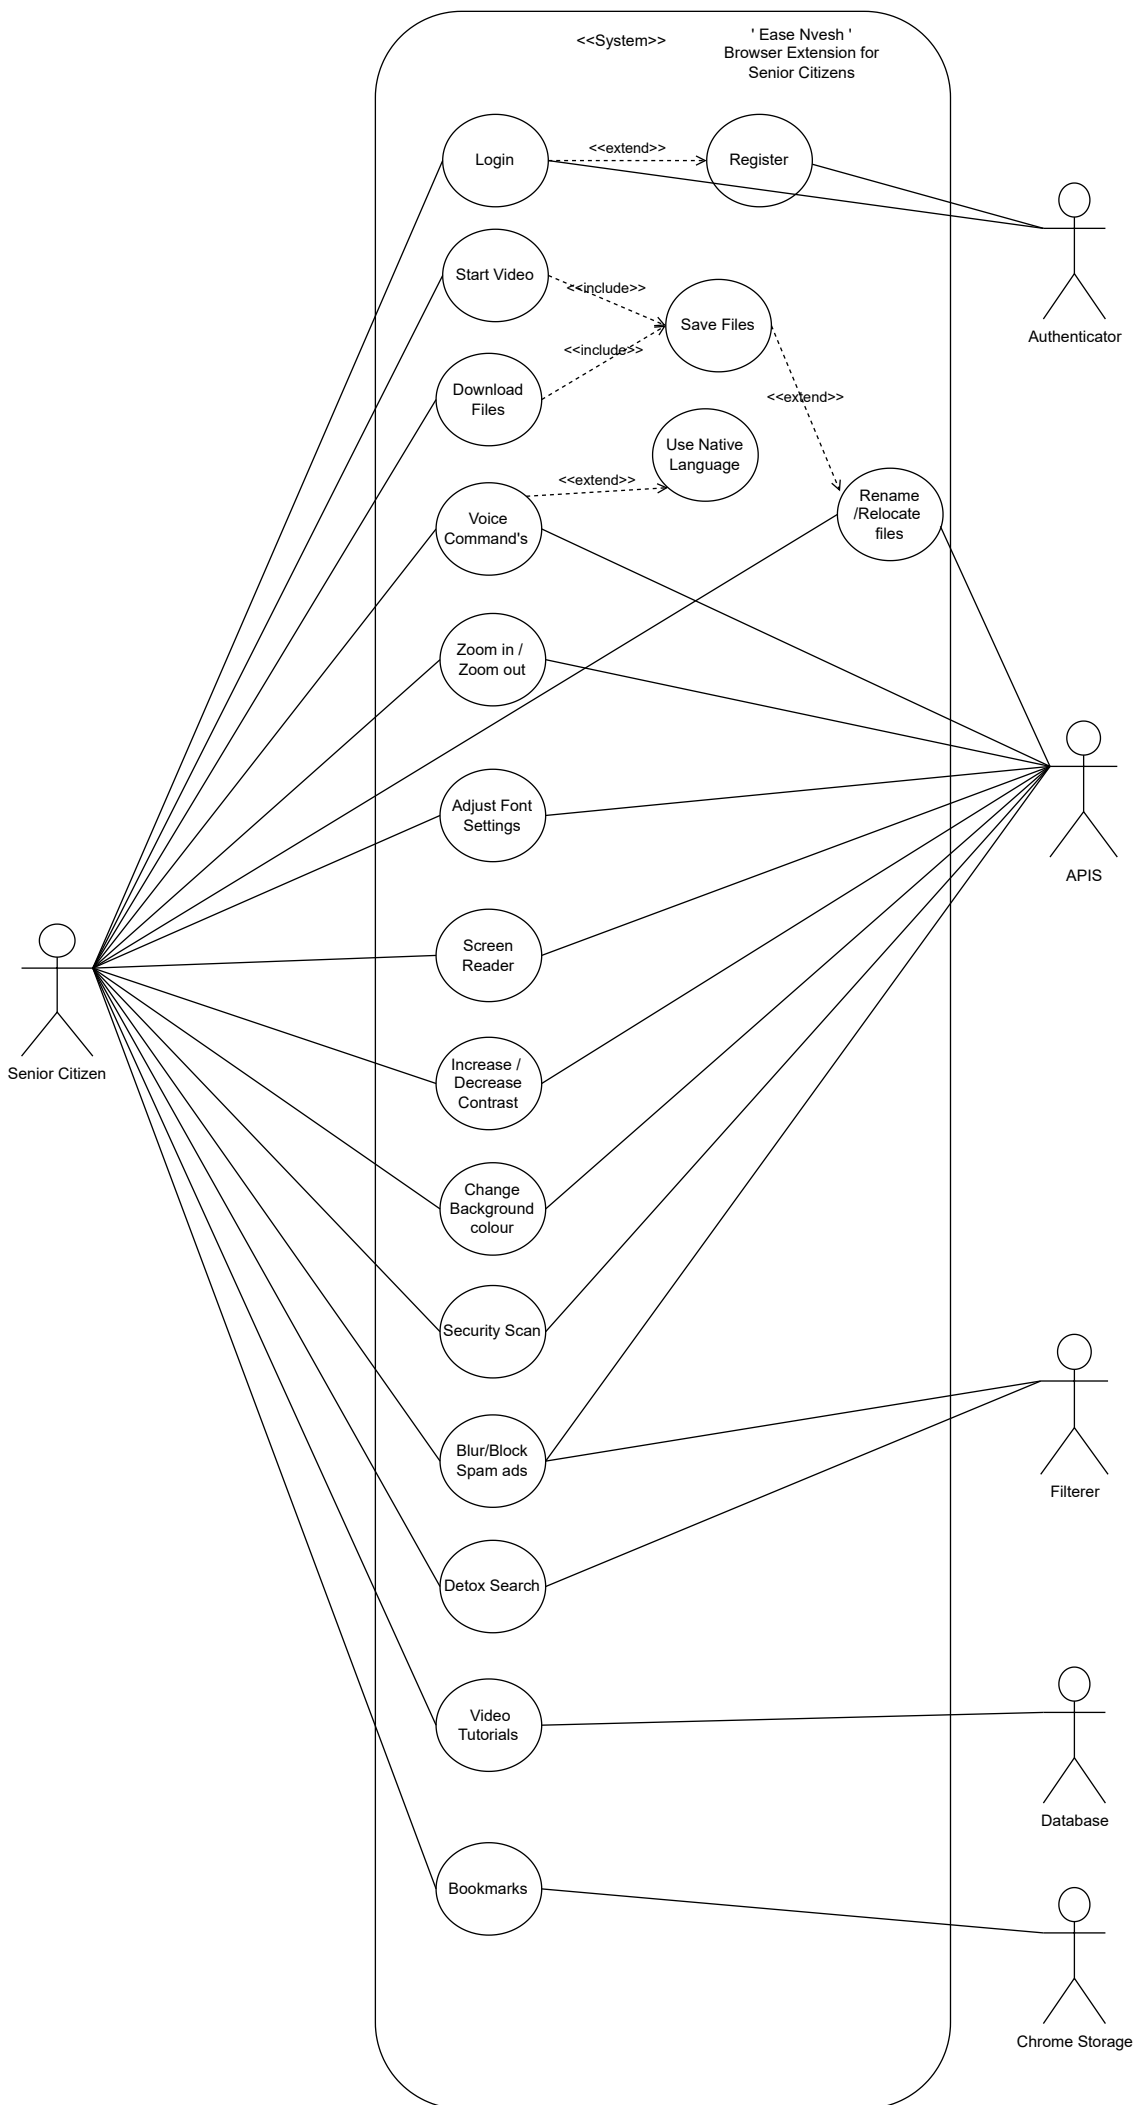 <<System>>
' Ease Nvesh '
Browser Extension for
Senior Citizens
Login
<<extend>>
Register
Start Video
<<include>>
Save Files
Authenticator
<<include>>
Download
Files
<<extend>>
Use Native
Language
<<extend>>
Rename
/Relocate
files
Voice
Command's
Zoom in /
Zoom out
Adjust Font
Settings
APIS
Screen
Reader
Senior Citizen
Increase /
Decrease
Contrast
Change
Background
colour
Security Scan
Blur/Block
Spam ads
Filterer
Detox Search
Video
Tutorials
Database
Bookmarks
Chrome Storage